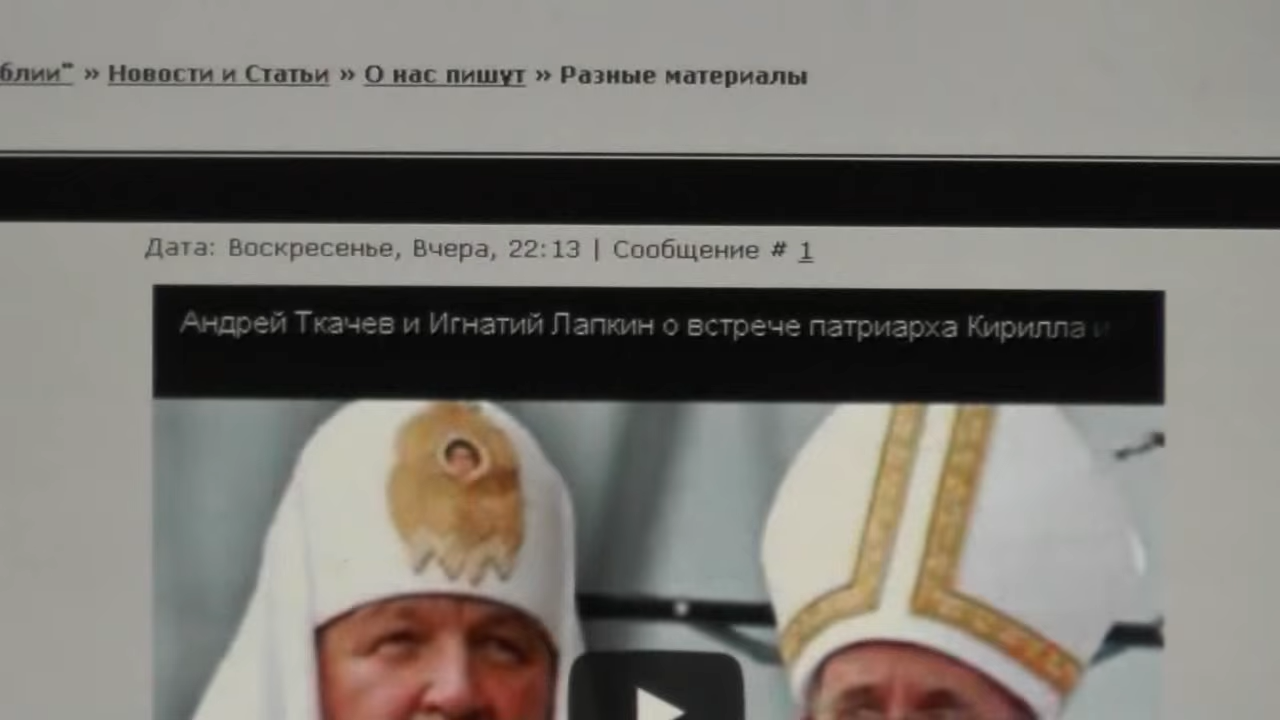 блии" » Новости и Статьи » О нас пишут » Разные материалы
Дата: Воскресенье, Вчера, 22:13 | Сообщение # 1
Андрей Ткачев и Игнатий Лапкин о встрече патриарха Кирилла и